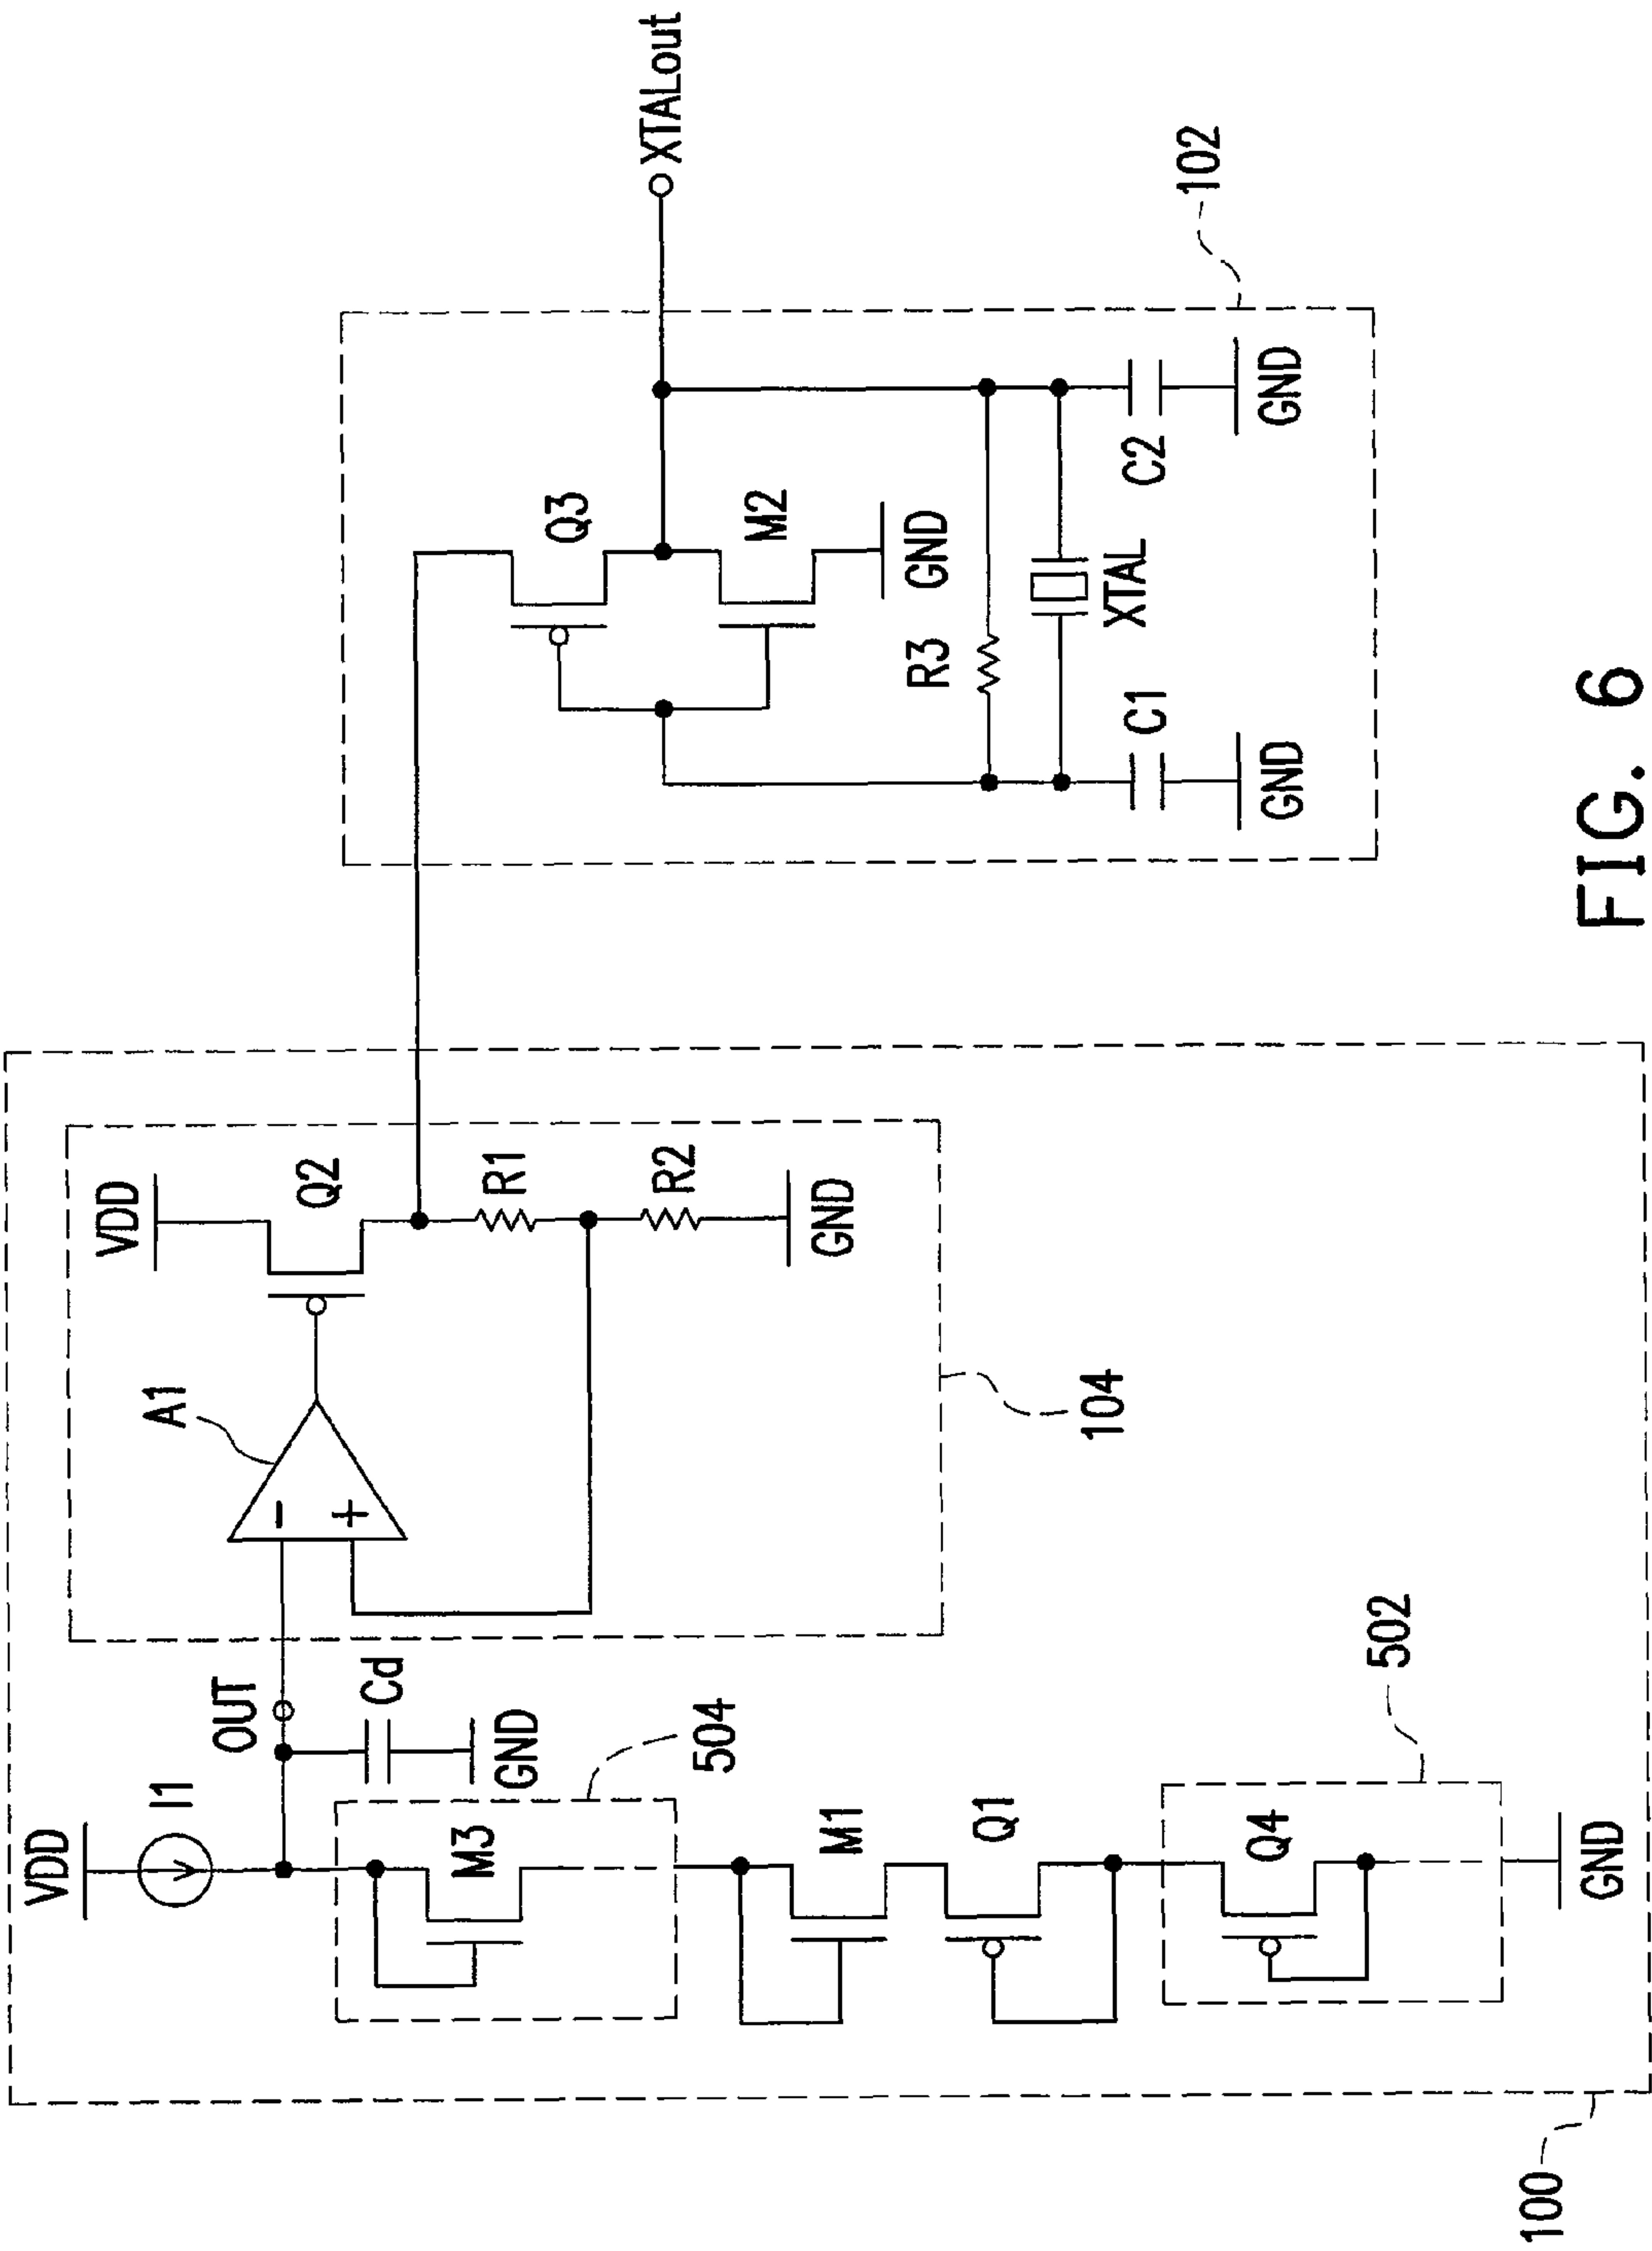 VDD
I1
OUT
Cd
GND
M3
504
M1
Q1
Q4
502
GND
100
A1
−
+
VDD
Q2
R1
R2
GND
104
Q3
M2
GND
R3
XTAL
C1
GND
C2
GND
XTALout
102
FIG. 6